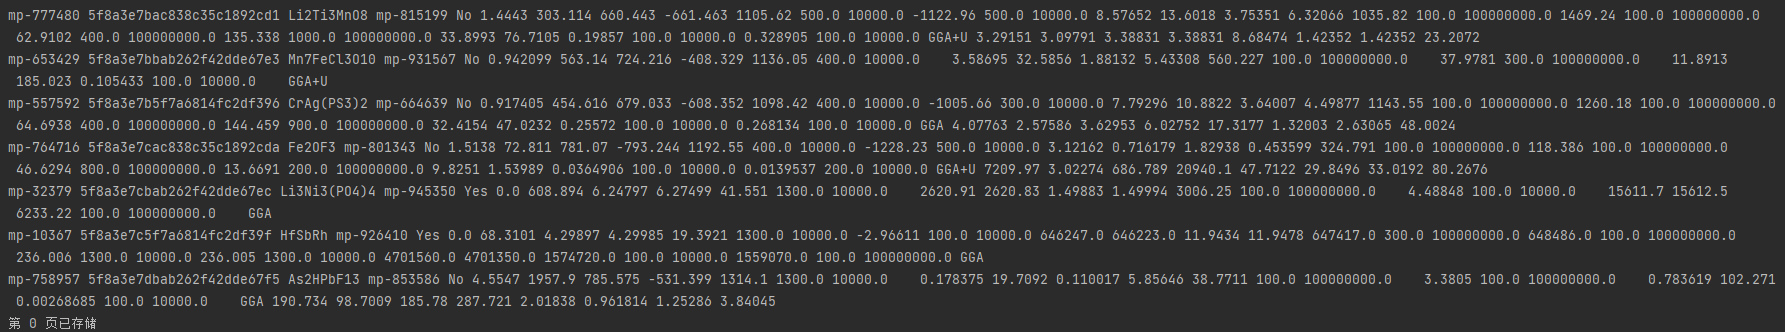 mp-777480 5f8a3e7bac838c35c1892cd1 Li2Ti3MnO8 mp-815199 No 1.4443 303.114 660.443 -661.463 1105.62 500.0 10000.0 -1122.96 500.0 10000.0 8.57652 13.6018 3.75351 6.32066 1035.82 100.0 100000000.0 1469.24 100.0 100000000.0
62.9102 400.0 100000000.0 135.338 1000.0 100000000.0 33.8993 76.7105 0.19857 100.0 10000.0 0.328905 100.0 10000.0 GGA+U 3.29151 3.09791 3.38831 3.38831 8.68474 1.42352 1.42352 23.2072
mp-653429 5f8a3e7bbab262f42dde67e3 Mn7FeCl3O10 mp-931567 No 0.942099 563.14 724.216 -408.329 1136.05 400.0 10000.0    3.58695 32.5856 1.88132 5.43308 560.227 100.0 100000000.0    37.9781 300.0 100000000.0    11.8913
185.023 0.105433 100.0 10000.0    GGA+U
mp-557592 5f8a3e7b5f7a6814fc2df396 CrAg(PS3)2 mp-664639 No 0.917405 454.616 679.033 -608.352 1098.42 400.0 10000.0 -1005.66 300.0 10000.0 7.79296 10.8822 3.64007 4.49877 1143.55 100.0 100000000.0 1260.18 100.0 100000000.0
64.6938 400.0 100000000.0 144.459 900.0 100000000.0 32.4154 47.0232 0.25572 100.0 10000.0 0.268134 100.0 10000.0 GGA 4.07763 2.57586 3.62953 6.02752 17.3177 1.32003 2.63065 48.0024
mp-764716 5f8a3e7cac838c35c1892cda Fe2OF3 mp-801343 No 1.5138 72.811 781.07 -793.244 1192.55 400.0 10000.0 -1228.23 500.0 10000.0 3.12162 0.716179 1.82938 0.453599 324.791 100.0 100000000.0 118.386 100.0 100000000.0
46.6294 800.0 100000000.0 13.6691 200.0 100000000.0 9.8251 1.53989 0.0364906 100.0 10000.0 0.0139537 200.0 10000.0 GGA+U 7209.97 3.02274 686.789 20940.1 47.7122 29.8496 33.0192 80.2676
mp-32379 5f8a3e7cbab262f42dde67ec Li3Ni3(PO4)4 mp-945350 Yes 0.0 608.894 6.24797 6.27499 41.551 1300.0 10000.0    2620.91 2620.83 1.49883 1.49994 3006.25 100.0 100000000.0    4.48848 100.0 10000.0    15611.7 15612.5
6233.22 100.0 100000000.0    GGA
mp-10367 5f8a3e7c5f7a6814fc2df39f HfSbRh mp-926410 Yes 0.0 68.3101 4.29897 4.29985 19.3921 1300.0 10000.0 -2.96611 100.0 10000.0 646247.0 646223.0 11.9434 11.9478 647417.0 300.0 100000000.0 648486.0 100.0 100000000.0
236.006 1300.0 10000.0 236.005 1300.0 10000.0 4701560.0 4701350.0 1574720.0 100.0 10000.0 1559070.0 100.0 100000000.0 GGA
mp-758957 5f8a3e7dbab262f42dde67f5 As2HPbF13 mp-853586 No 4.5547 1957.9 785.575 -531.399 1314.1 1300.0 10000.0    0.178375 19.7092 0.110017 5.85646 38.7711 100.0 100000000.0    3.3805 100.0 100000000.0    0.783619 102.271
0.00268685 100.0 10000.0    GGA 190.734 98.7009 185.78 287.721 2.01838 0.961814 1.25286 3.84045
第 0 页已存储